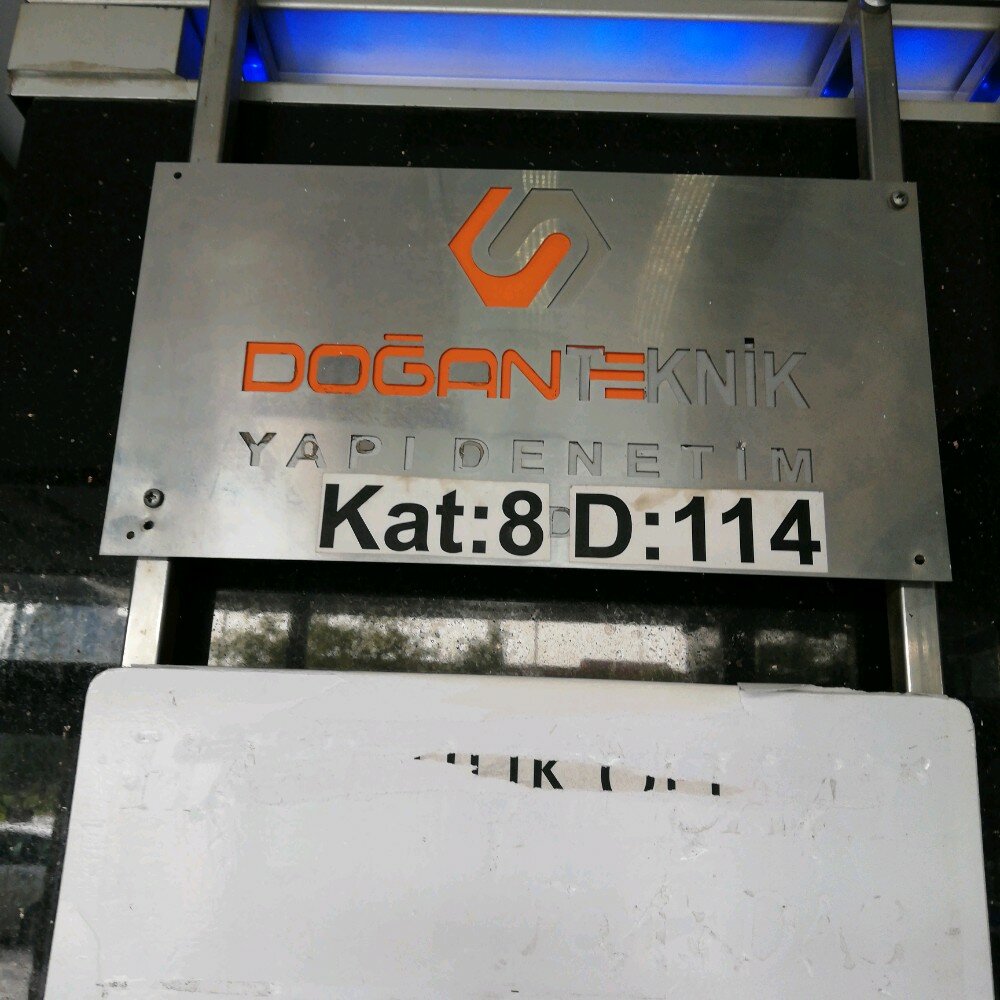 DOĞANTEKNİK
YAPI DENETİM
Kat:8 D:114